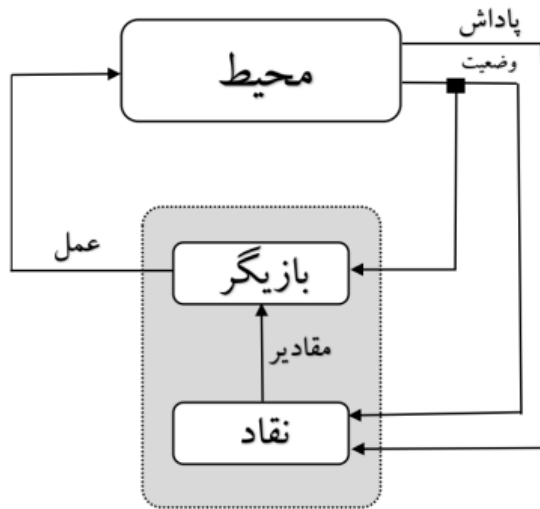 پاداش
محیط
وضعیت
عمل
بازیگر
مقادیر
نقاد